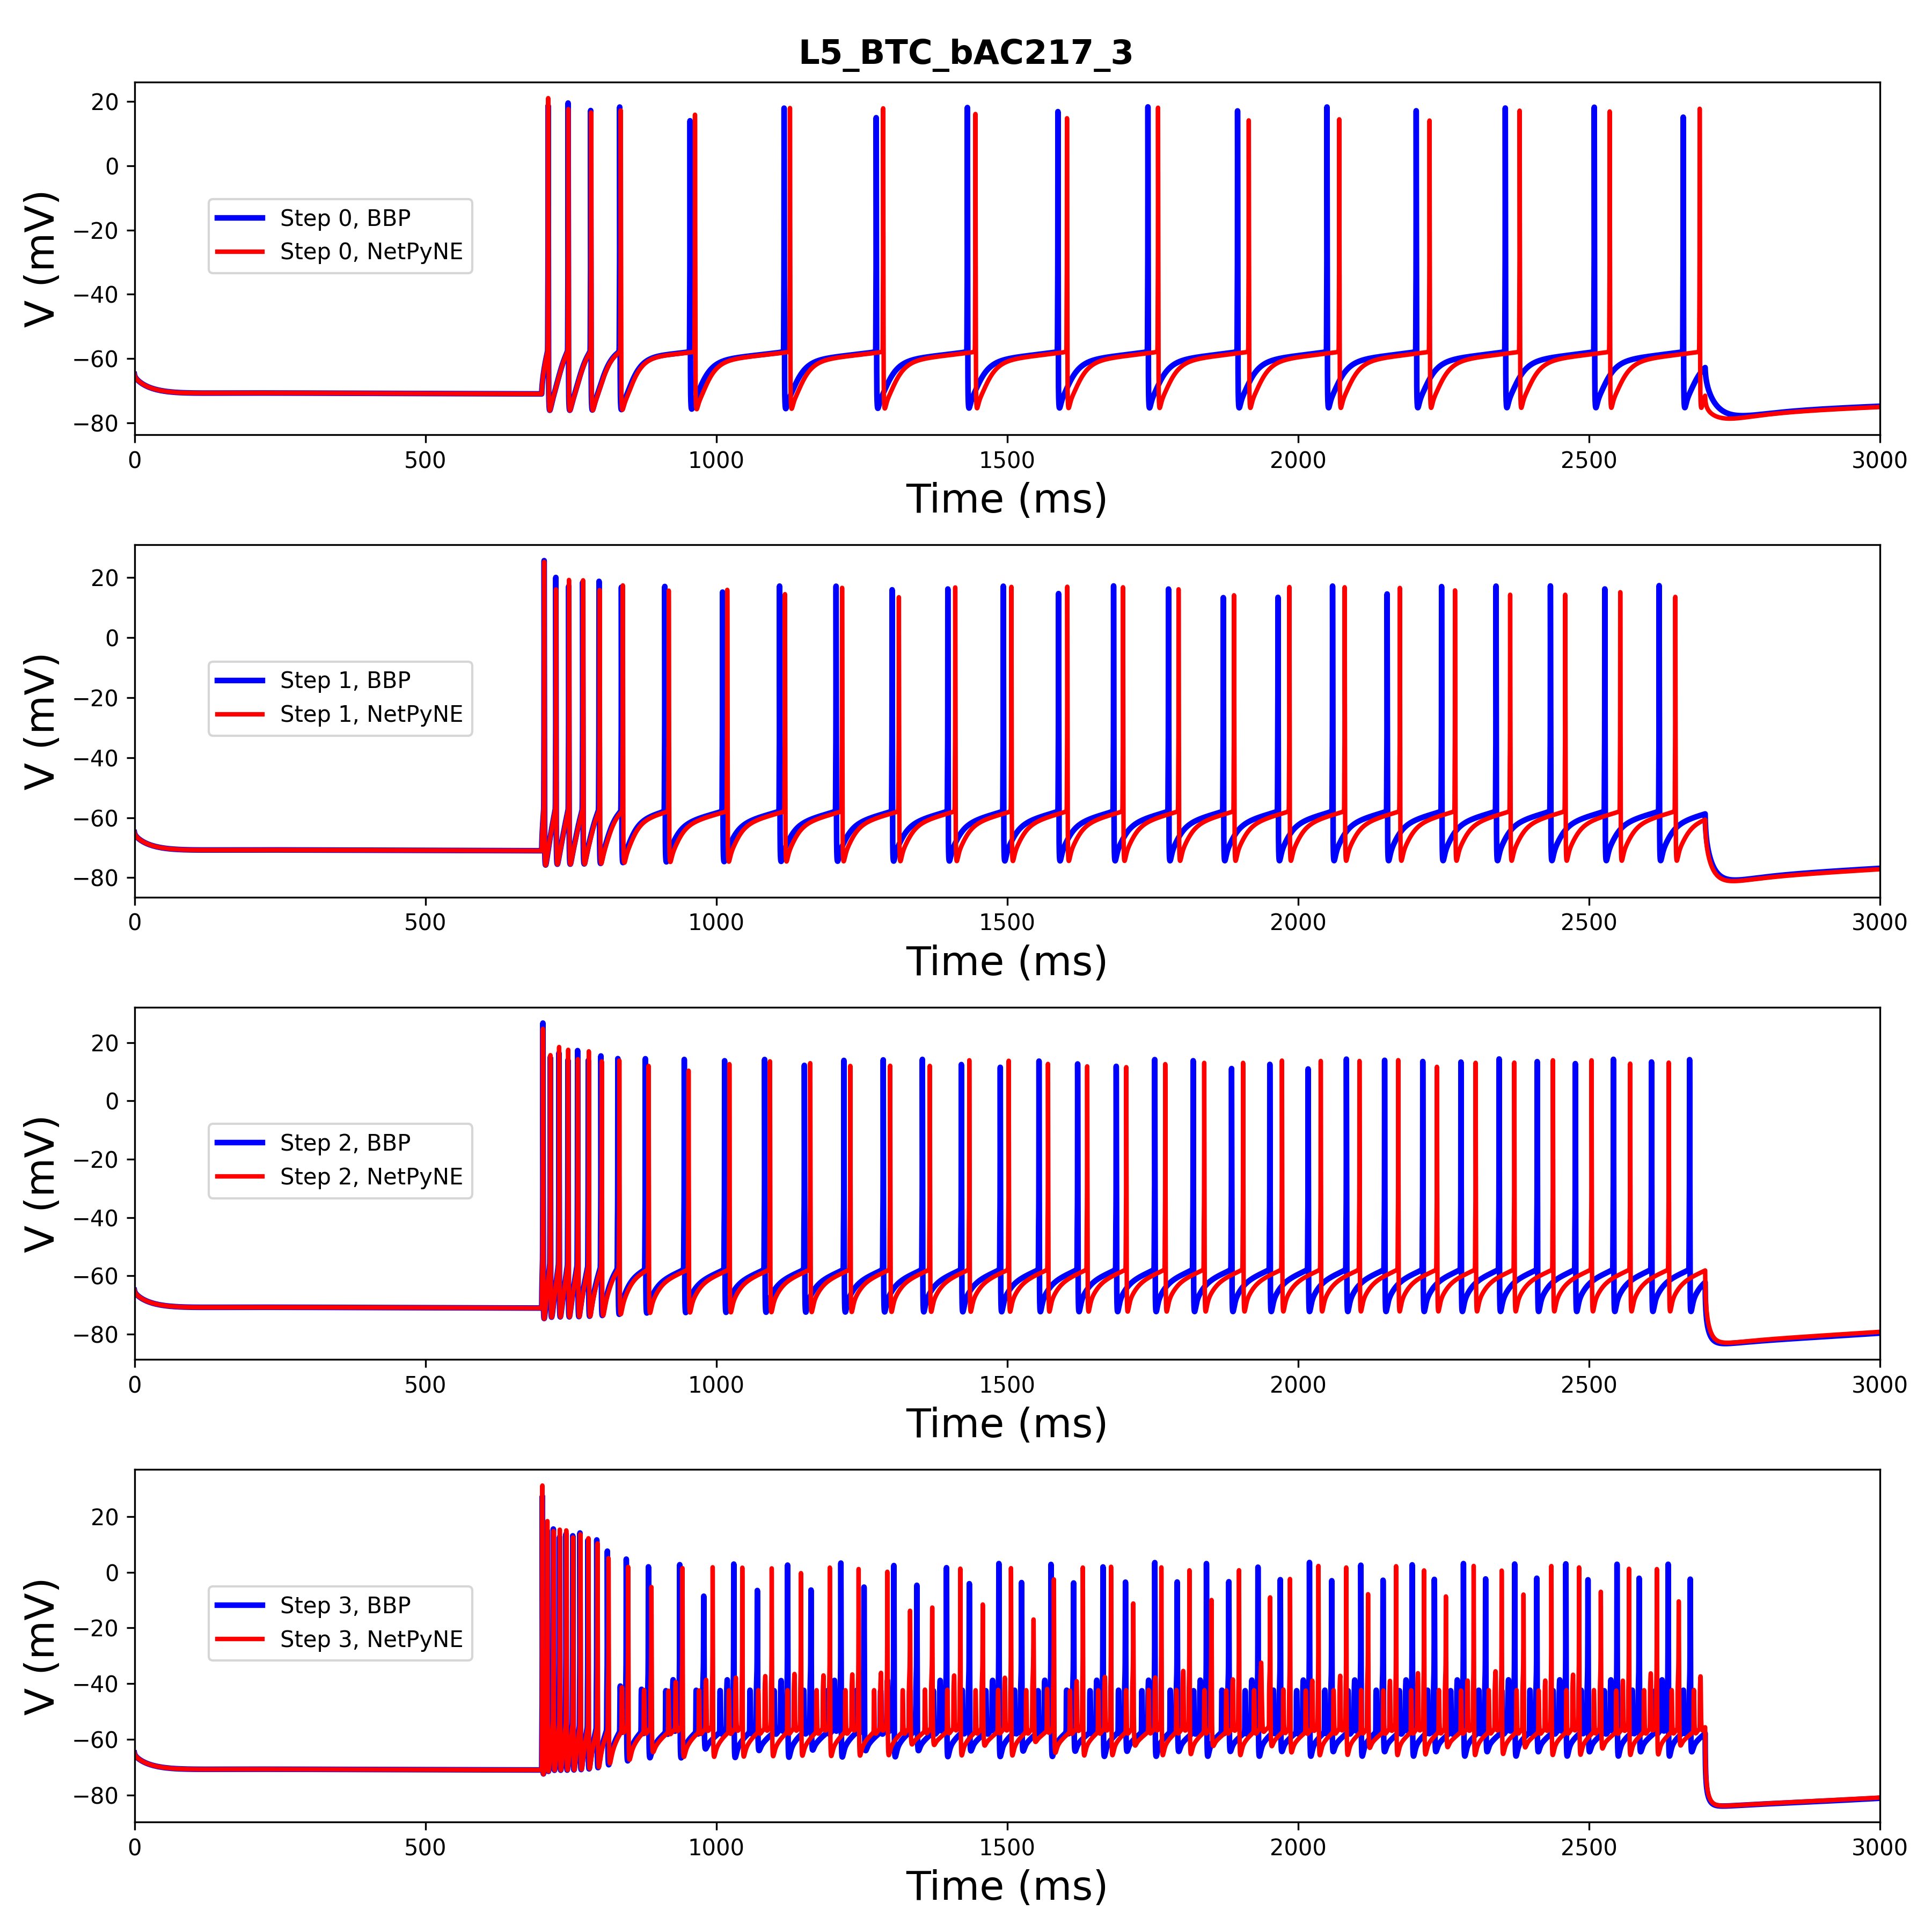 L5_BTC_bAC217_3
20
0
−20
−40
−60
−80
V (mV)
Step 0, BBP
Step 0, NetPyNE
0 500 1000 1500 2000 2500 3000
Time (ms)
20
0
−20
−40
−60
−80
V (mV)
Step 1, BBP
Step 1, NetPyNE
0 500 1000 1500 2000 2500 3000
Time (ms)
20
0
−20
−40
−60
−80
V (mV)
Step 2, BBP
Step 2, NetPyNE
0 500 1000 1500 2000 2500 3000
Time (ms)
20
0
−20
−40
−60
−80
V (mV)
Step 3, BBP
Step 3, NetPyNE
0 500 1000 1500 2000 2500 3000
Time (ms)